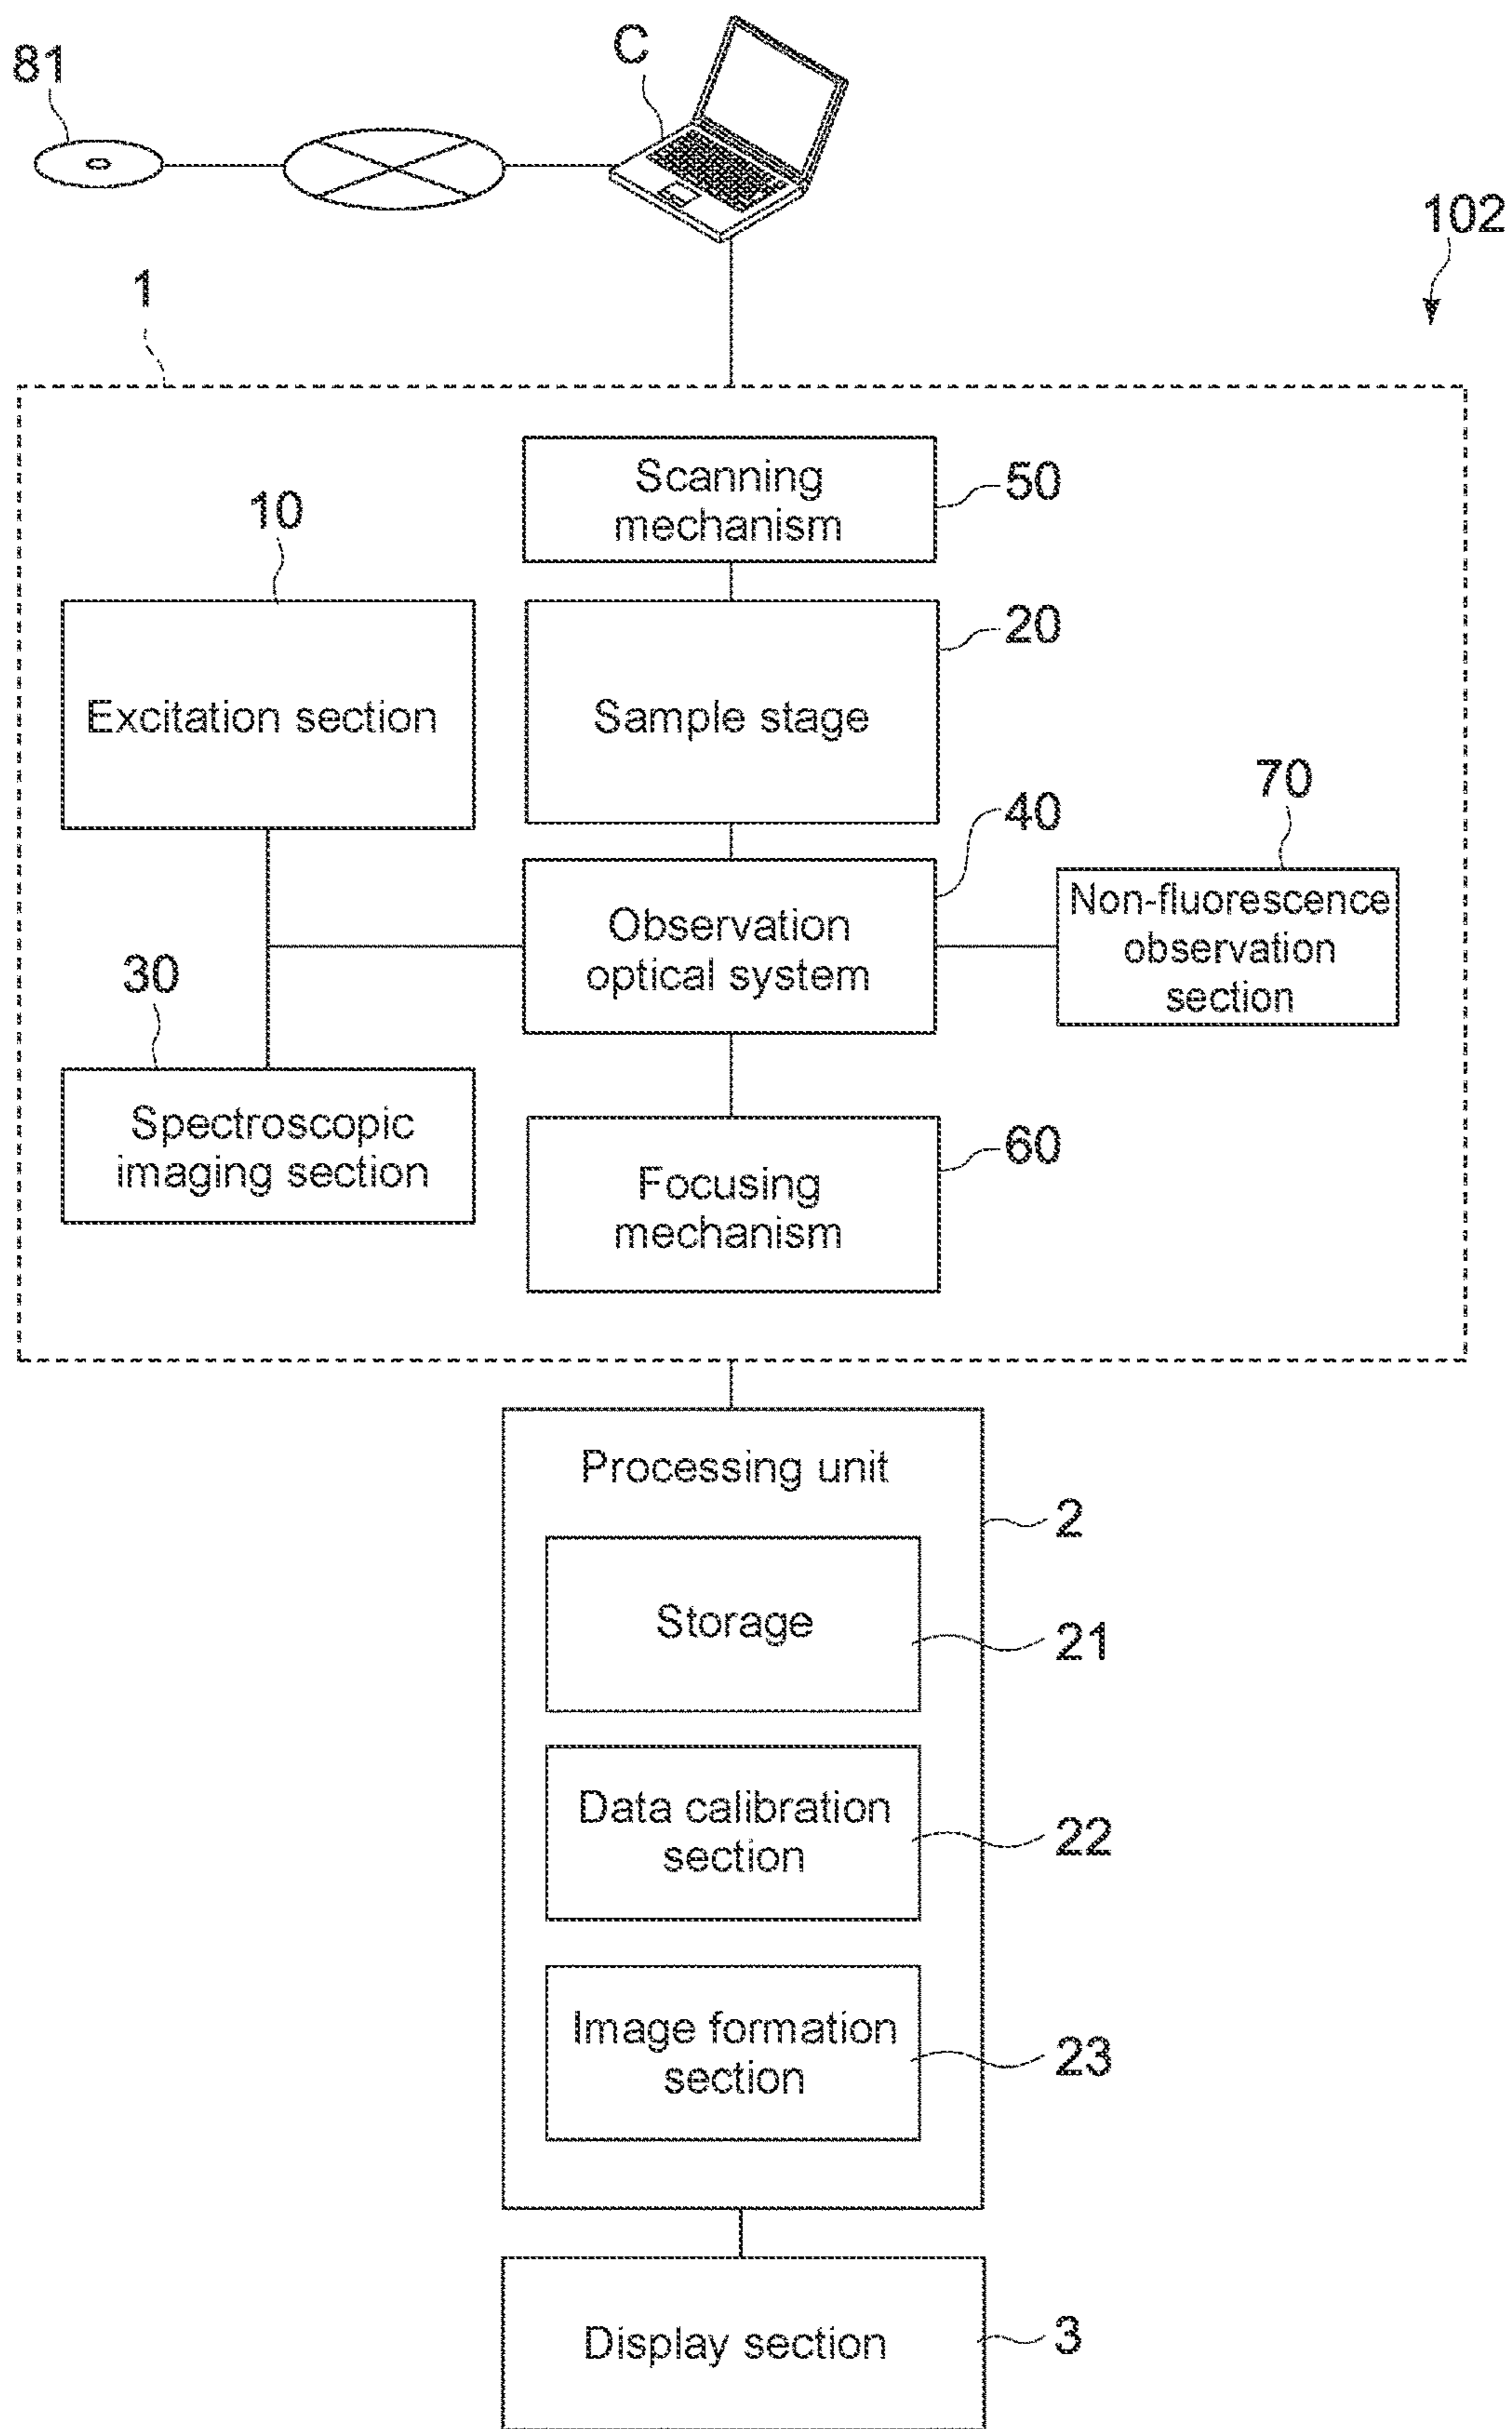 81
C
102
1
Scanning
mechanism
50
10
Excitation section
Sample stage
20
40
70
Observation
optical system
Non-fluorescence
observation
section
30
Spectroscopic
imaging section
Focusing
mechanism
60
Processing unit
2
Storage
21
Data calibration
section
22
Image formation
section
23
Display section
3